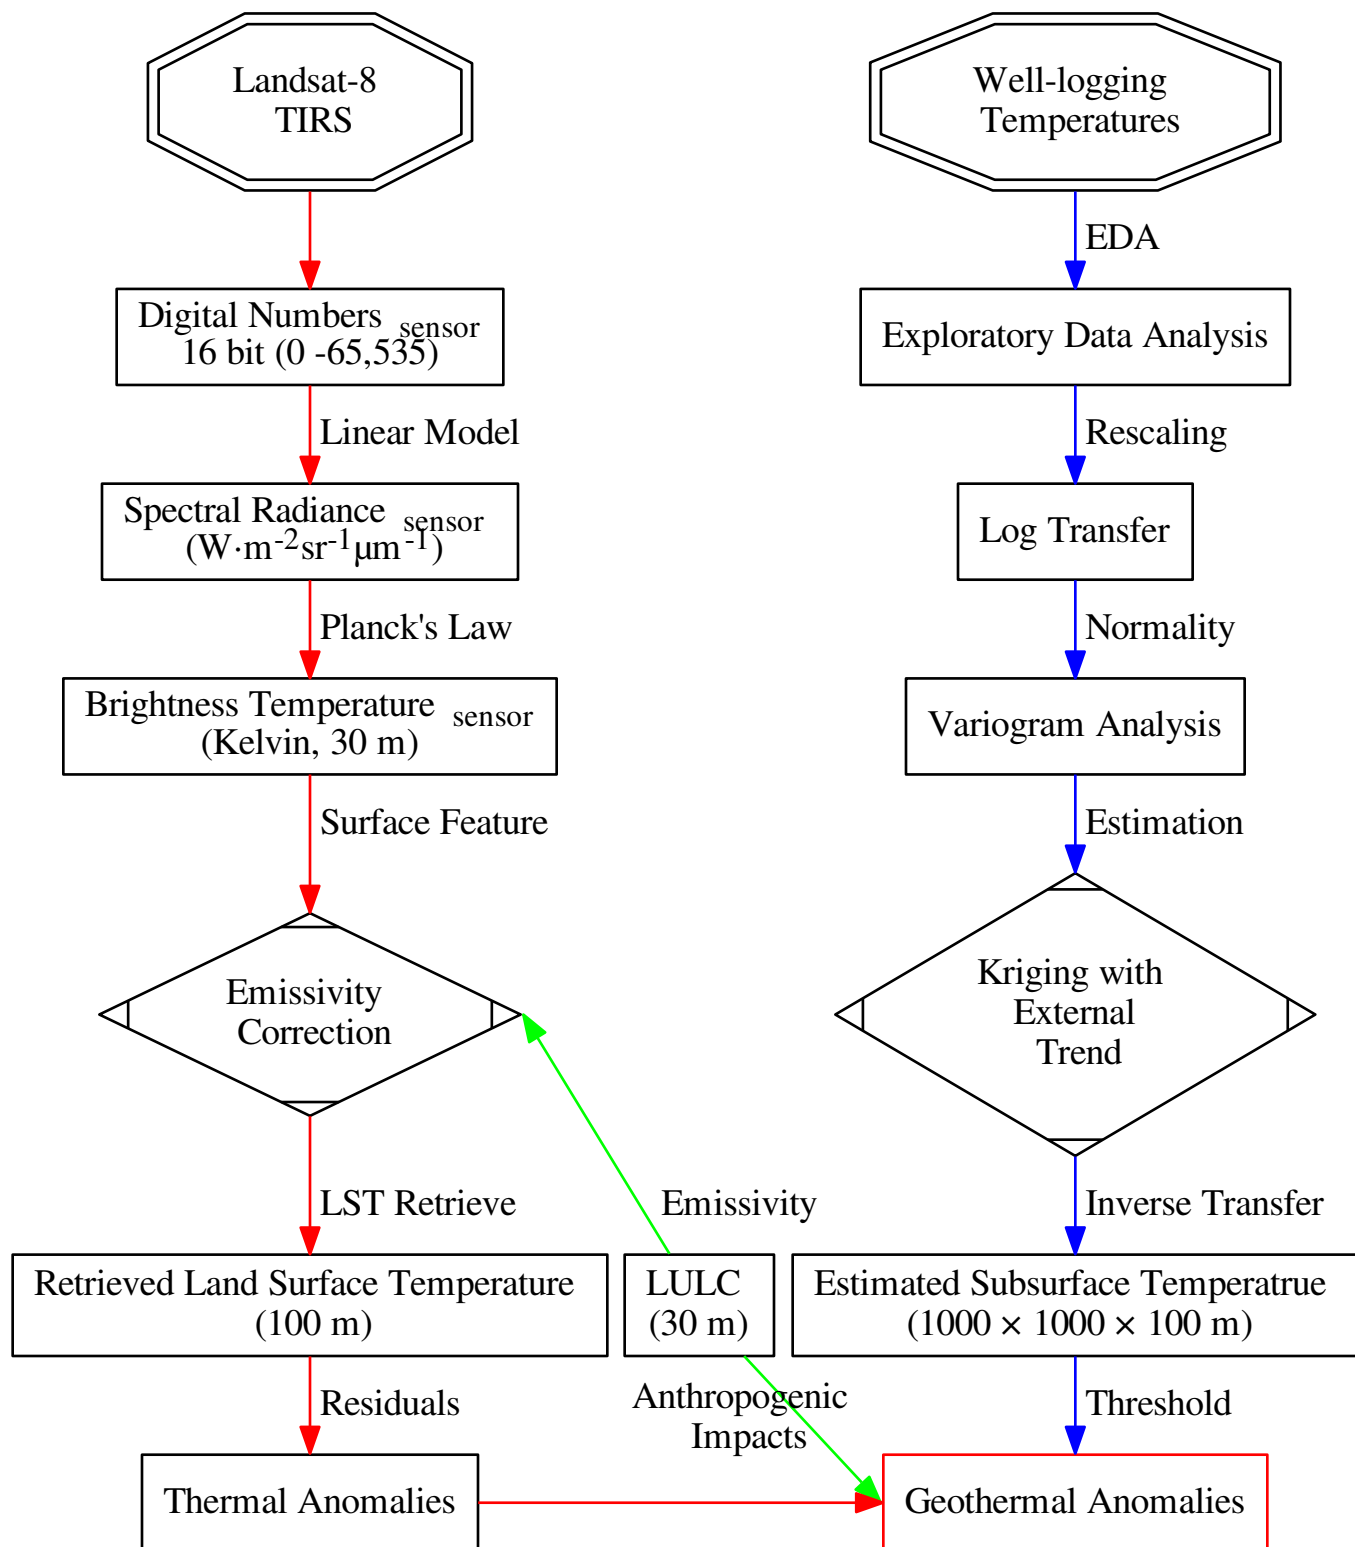 Landsat-8
TIRS
Well-logging
Temperatures
EDA
Digital Numbers sensor
16 bit (0 -65,535)
Exploratory Data Analysis
Linear Model
Rescaling
Spectral Radiance sensor
(W·m-2sr-1µm-1)
Log Transfer
Planck's Law
Normality
Brightness Temperature sensor
(Kelvin, 30 m)
Variogram Analysis
Surface Feature
Estimation
Emissivity
Correction
Kriging with
External
Trend
LST Retrieve
Emissivity
Inverse Transfer
Retrieved Land Surface Temperature
(100 m)
LULC
(30 m)
Estimated Subsurface Temperatrue
(1000 × 1000 × 100 m)
Residuals
Anthropogenic
Impacts
Threshold
Thermal Anomalies
Geothermal Anomalies